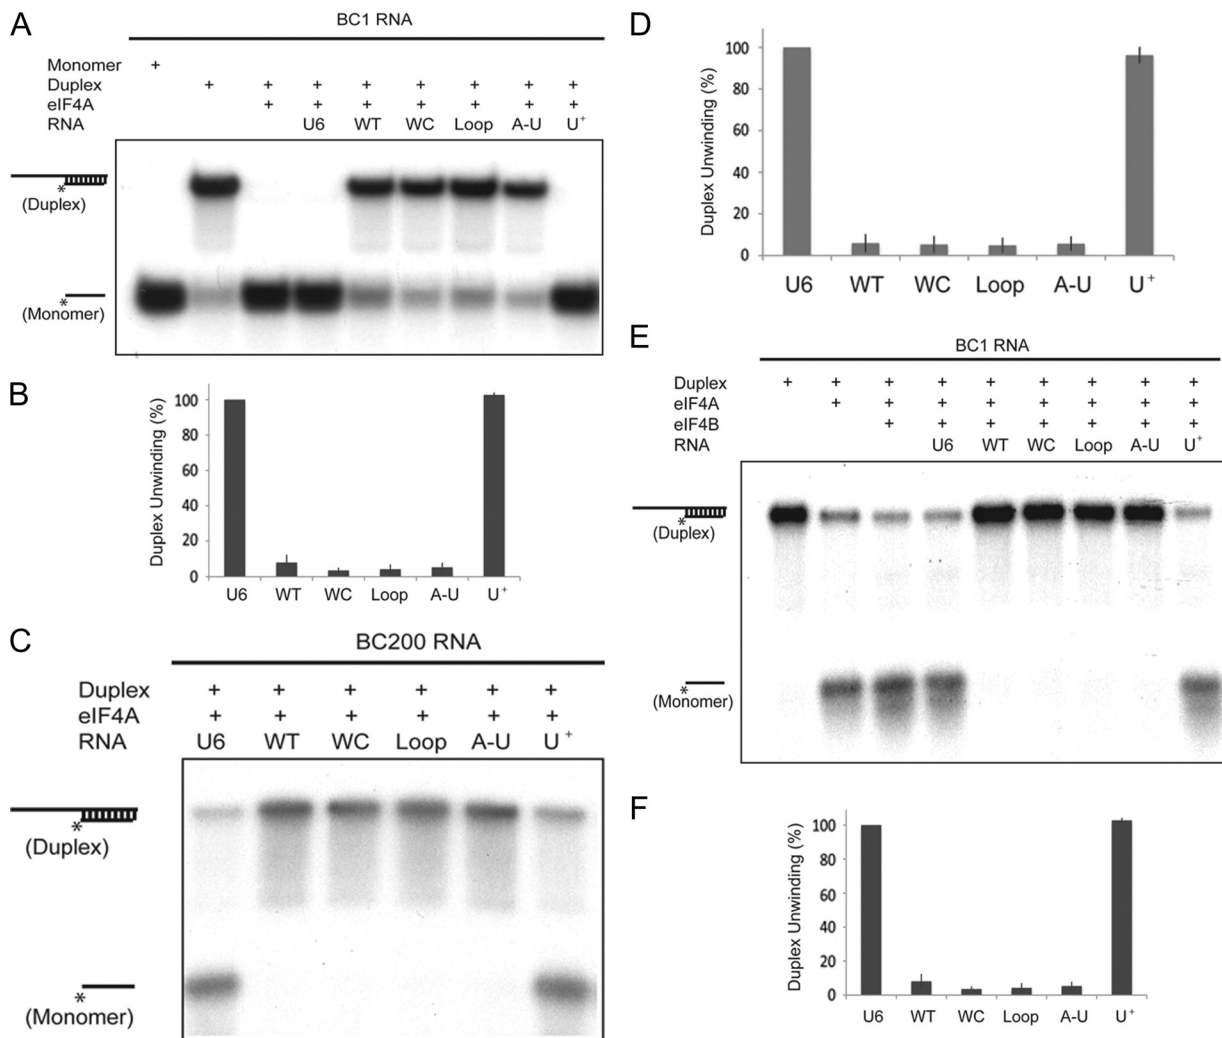 A
BC1 RNA
Monomer +
Duplex + + + + + + + +
eIF4A + + + + + + +
RNA U6 WT WC Loop A-U U+
*
(Duplex)
*
(Monomer)
B
Duplex Unwinding (%)
100
80
60
40
20
0
U6 WT WC Loop A-U U+
C
BC200 RNA
Duplex + + + + + +
eIF4A + + + + + +
RNA U6 WT WC Loop A-U U+
*
(Duplex)
*
(Monomer)
D
Duplex Unwinding (%)
100
80
60
40
20
0
U6 WT WC Loop A-U U+
E
BC1 RNA
Duplex + + + + + + + + +
eIF4A + + + + + + + +
eIF4B + + + + + + +
RNA U6 WT WC Loop A-U U+
*
(Duplex)
*
(Monomer)
F
Duplex Unwinding (%)
100
80
60
40
20
0
U6 WT WC Loop A-U U+